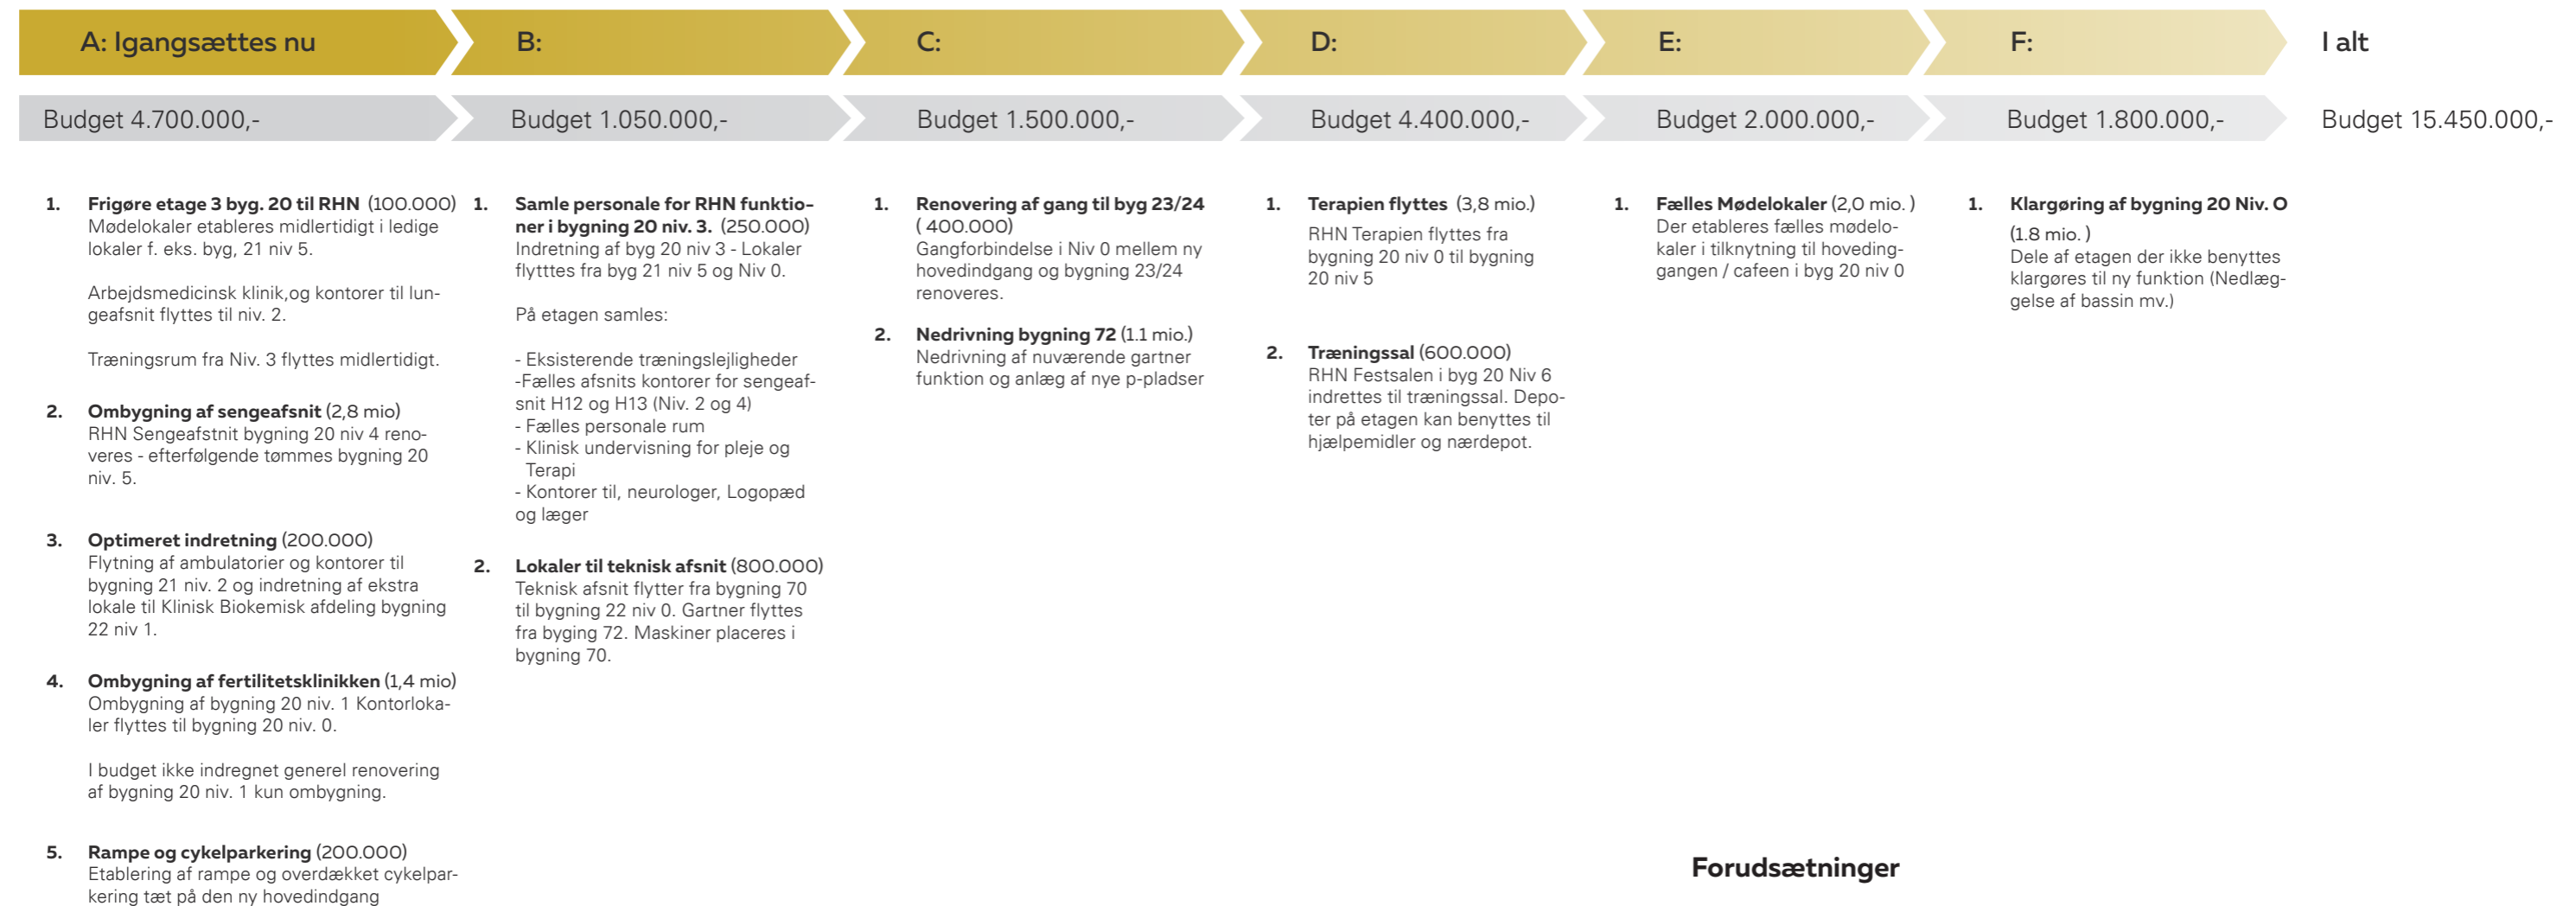 A: Igangsættes nu
B:
C:
D:
E:
F:
I alt
Budget 4.700.000,-
Budget 1.050.000,-
Budget 1.500.000,-
Budget 4.400.000,-
Budget 2.000.000,-
Budget 1.800.000,-
Budget 15.450.000,-
1. Frigøre etage 3 byg. 20 til RHN (100.000)
Mødelokaler etableres midlertidigt i ledige
lokaler f. eks. byg, 21 niv 5.
Arbejdsmedicinsk klinik,og kontorer til lun-
geafsnit flyttes til niv. 2.
Træningsrum fra Niv. 3 flyttes midlertidigt.
2. Ombygning af sengeafsnit (2,8 mio)
RHN Sengeafstnit bygning 20 niv 4 reno-
veres - efterfølgende tømmes bygning 20
niv. 5.
3. Optimeret indretning (200.000)
Flytning af ambulatorier og kontorer til
bygning 21 niv. 2 og indretning af ekstra
lokale til Klinisk Biokemisk afdeling bygning
22 niv 1.
4. Ombygning af fertilitetsklinikken (1,4 mio)
Ombygning af bygning 20 niv. 1 Kontorloka-
ler flyttes til bygning 20 niv. 0.
I budget ikke indregnet generel renovering
af bygning 20 niv. 1 kun ombygning.
5. Rampe og cykelparkering (200.000)
Etablering af rampe og overdækket cykelpar-
kering tæt på den ny hovedindgang
1. Samle personale for RHN funktio-
ner i bygning 20 niv. 3. (250.000)
Indretning af byg 20 niv 3 - Lokaler
flytttes fra byg 21 niv 5 og Niv 0.
På etagen samles:
- Eksisterende træningslejligheder
-Fælles afsnits kontorer for sengeaf-
snit H12 og H13 (Niv. 2 og 4)
- Fælles personale rum
- Klinisk undervisning for pleje og
Terapi
- Kontorer til, neurologer, Logopæd
og læger
2. Lokaler til teknisk afsnit (800.000)
Teknisk afsnit flytter fra bygning 70
til bygning 22 niv 0. Gartner flyttes
fra byging 72. Maskiner placeres i
bygning 70.
1. Renovering af gang til byg 23/24
( 400.000)
Gangforbindelse i Niv 0 mellem ny
hovedindgang og bygning 23/24
renoveres.
2. Nedrivning bygning 72 (1.1 mio.)
Nedrivning af nuværende gartner
funktion og anlæg af nye p-pladser
1. Terapien flyttes (3,8 mio.)
RHN Terapien flyttes fra
bygning 20 niv 0 til bygning
20 niv 5
2. Træningssal (600.000)
RHN Festsalen i byg 20 Niv 6
indrettes til træningssal. Depo-
ter på etagen kan benyttes til
hjælpemidler og nærdepot.
1. Fælles Mødelokaler (2,0 mio. )
Der etableres fælles mødelo-
kaler i tilknytning til hoveding-
gangen / cafeen i byg 20 niv 0
1. Klargøring af bygning 20 Niv. O
(1.8 mio. )
Dele af etagen der ikke benyttes
klargøres til ny funktion (Nedlæg-
gelse af bassin mv.)
Forudsætninger